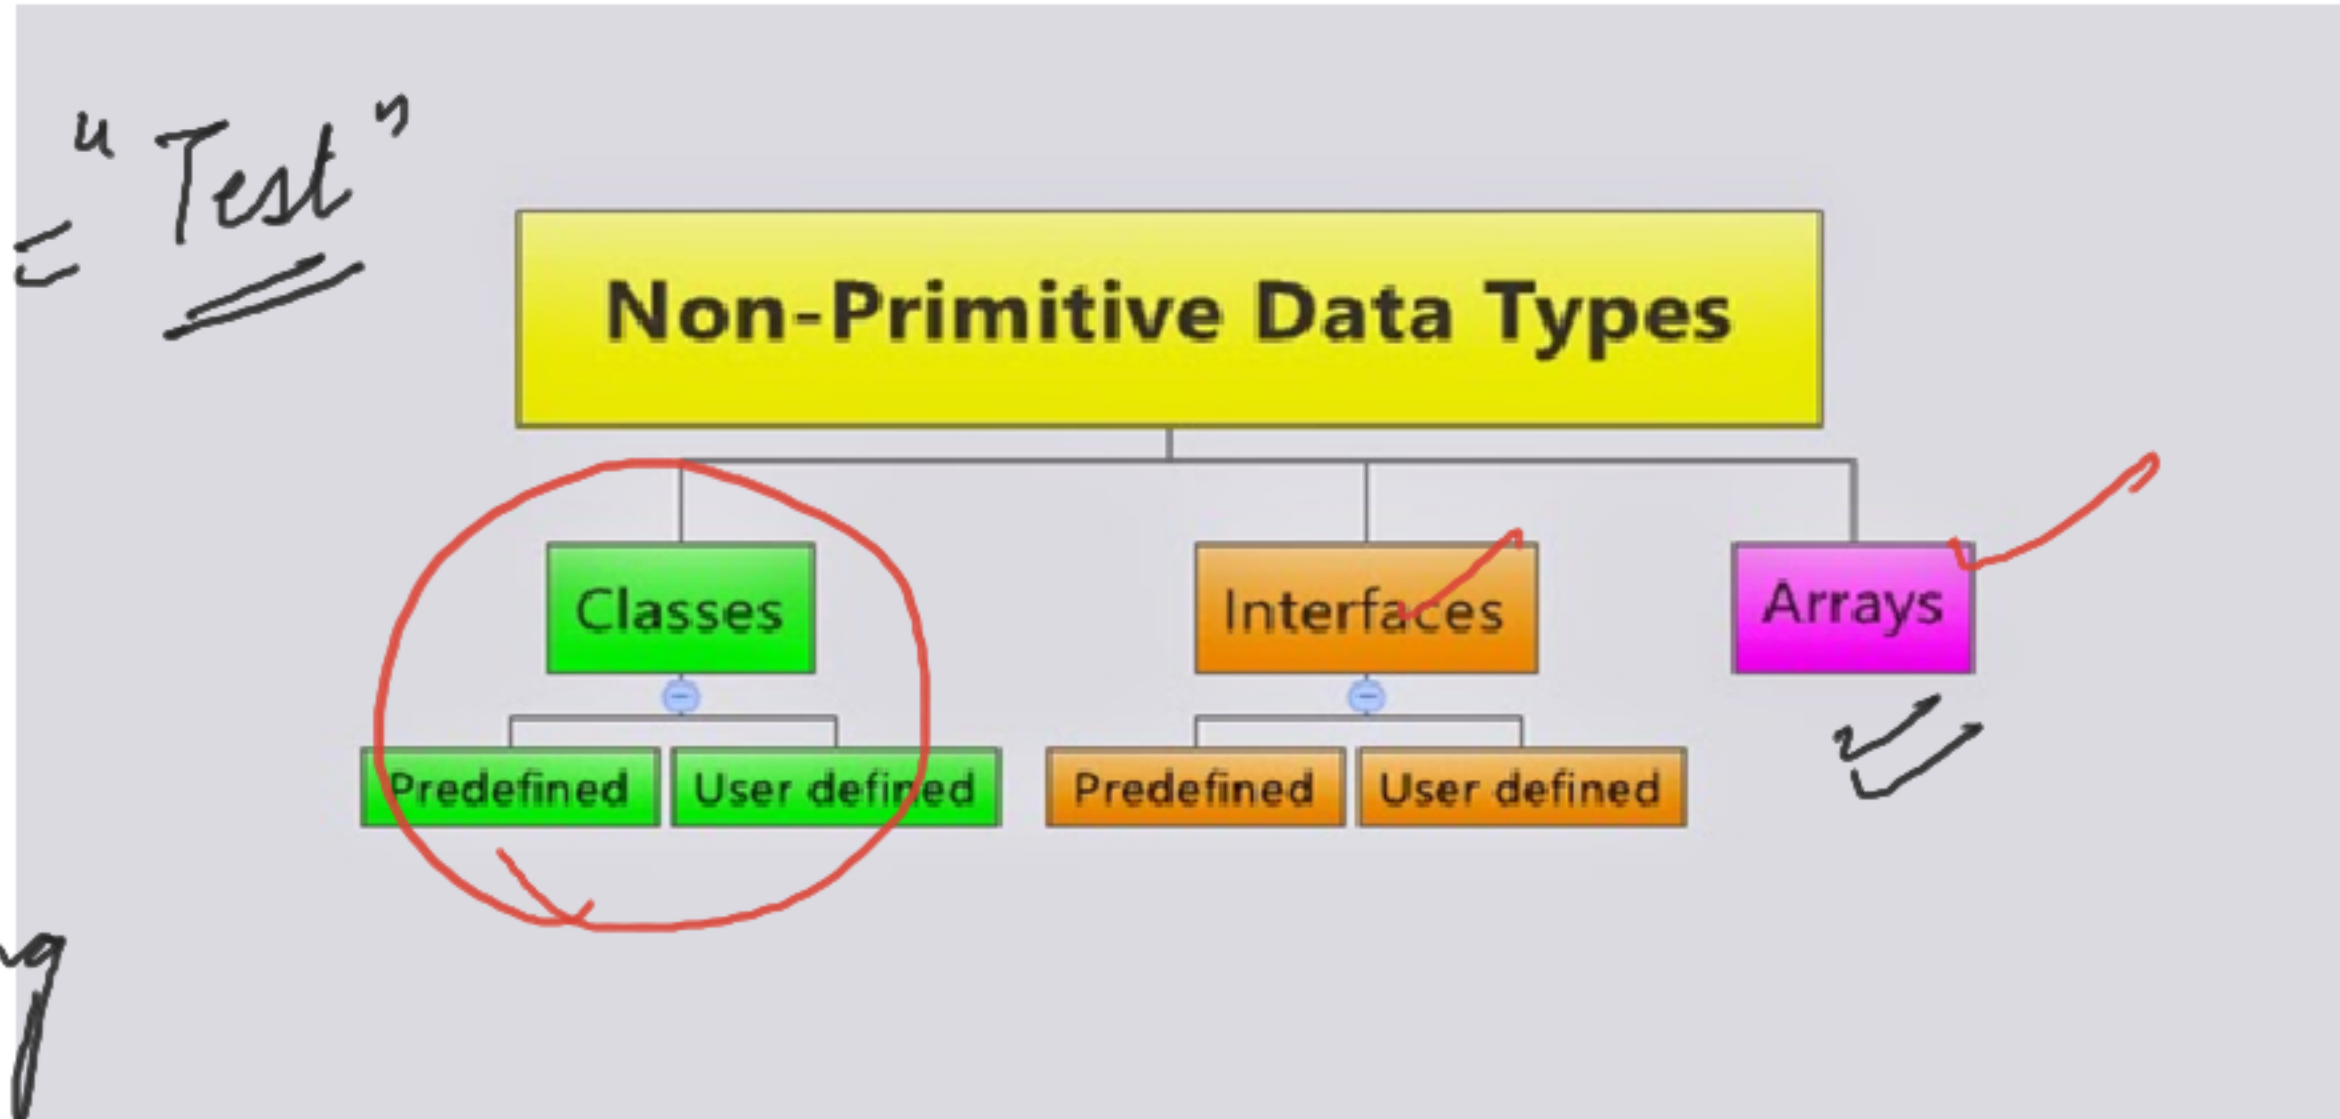 = "Test"
Non-Primitive Data Types
Classes Interfaces Arrays
Predefined User defined Predefined User defined